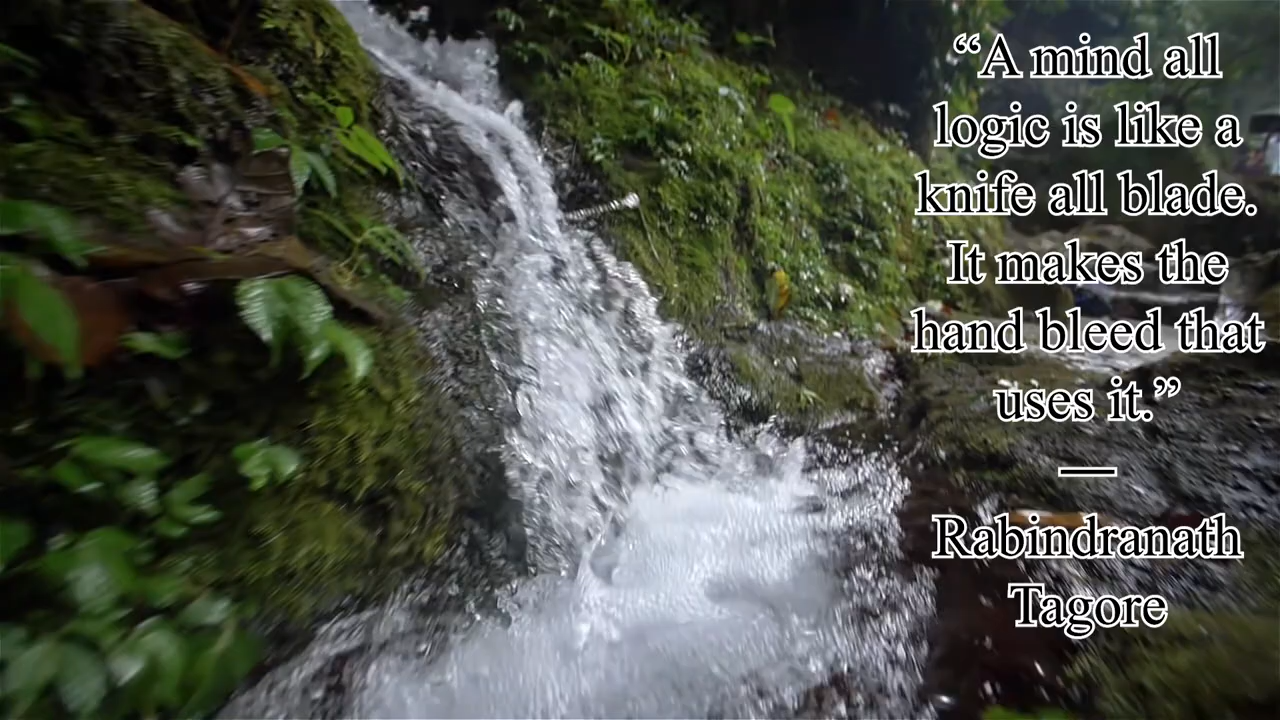 “A mind all
logic is like a
knife all blade.
It makes the
hand bleed that
uses it.”
—
Rabindranath
Tagore